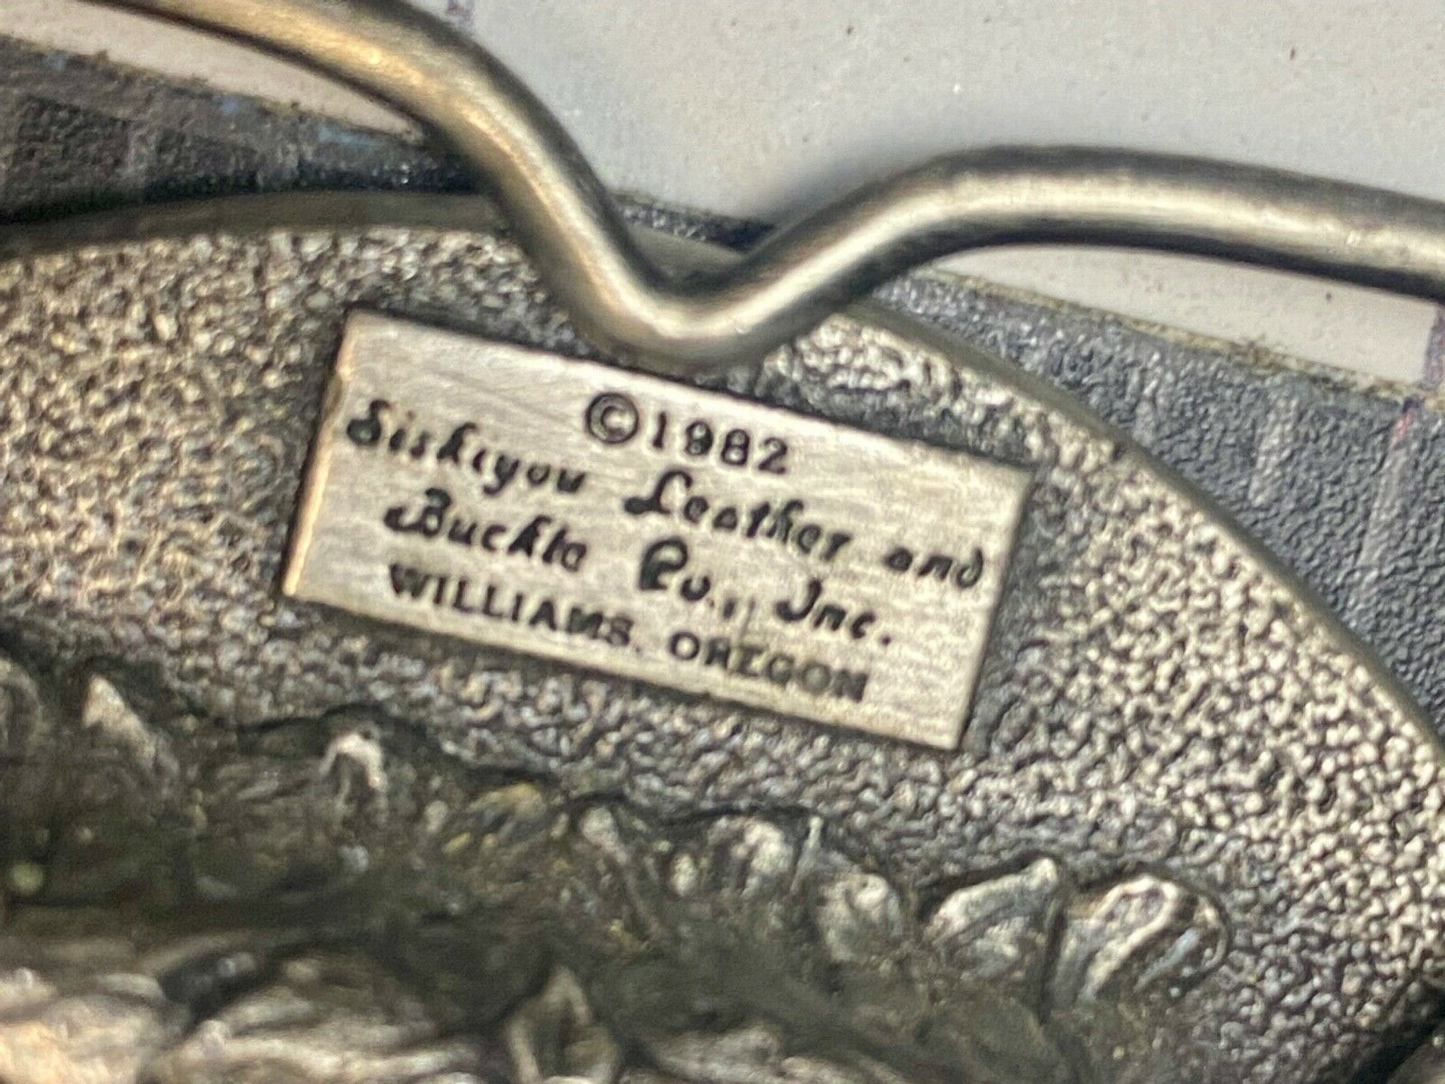 ©1982
Siskiyou Leather and
Buckle Co., Inc.
WILLIAMS, OREGON